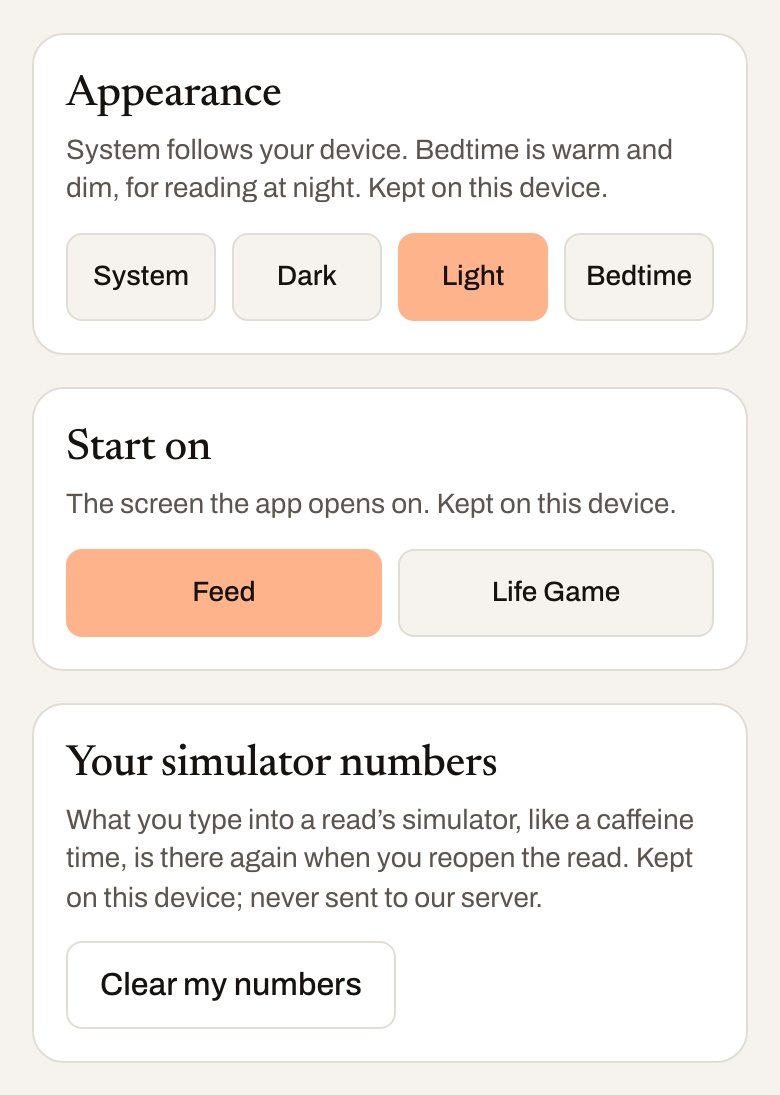 Appearance
System follows your device. Bedtime is warm and
dim, for reading at night. Kept on this device.
System
Dark
Light
Bedtime
Start on
The screen the app opens on. Kept on this device.
Feed
Life Game
Your simulator numbers
What you type into a read’s simulator, like a caffeine
time, is there again when you reopen the read. Kept
on this device; never sent to our server.
Clear my numbers